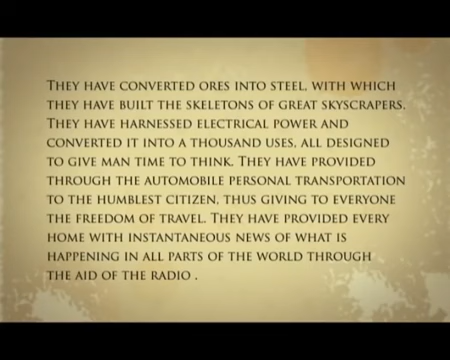 They have converted ores into steel, with which
they have built the skeletons of great skyscrapers.
They have harnessed electrical power and
converted it into a thousand uses, all designed
to give man time to think. They have provided
through the automobile personal transportation
to the humblest citizen, thus giving to everyone
the freedom of travel. They have provided every
home with instantaneous news of what is
happening in all parts of the world through
the aid of the radio .